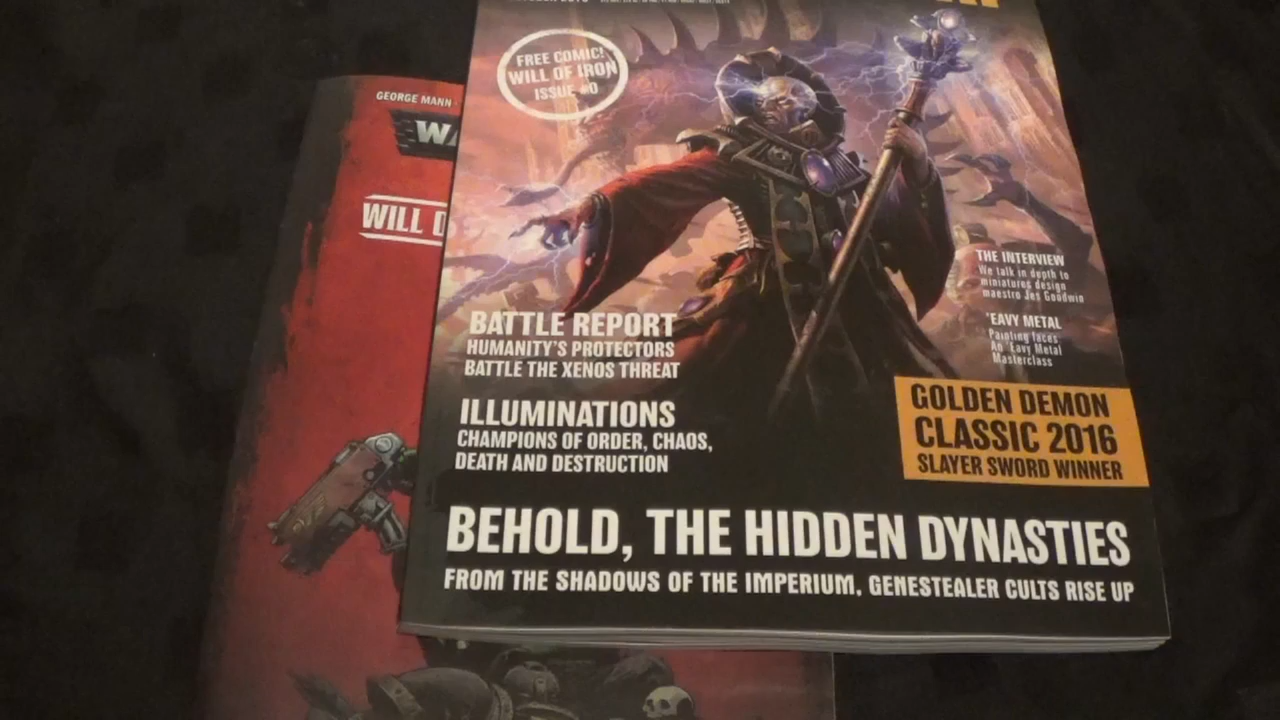 FREE COMIC!
WILL OF IRON
ISSUE #0
GEORGE MANN
WA
WILL O
THE INTERVIEW
We talk in depth to
miniatures design
maestro Jes Goodwin
'EAVY METAL
Painting faces
An 'Eavy Metal
Masterclass
BATTLE REPORT
HUMANITY'S PROTECTORS
BATTLE THE XENOS THREAT
ILLUMINATIONS
CHAMPIONS OF ORDER, CHAOS,
DEATH AND DESTRUCTION
GOLDEN DEMON
CLASSIC 2016
SLAYER SWORD WINNER
BEHOLD, THE HIDDEN DYNASTIES
FROM THE SHADOWS OF THE IMPERIUM, GENESTEALER CULTS RISE UP